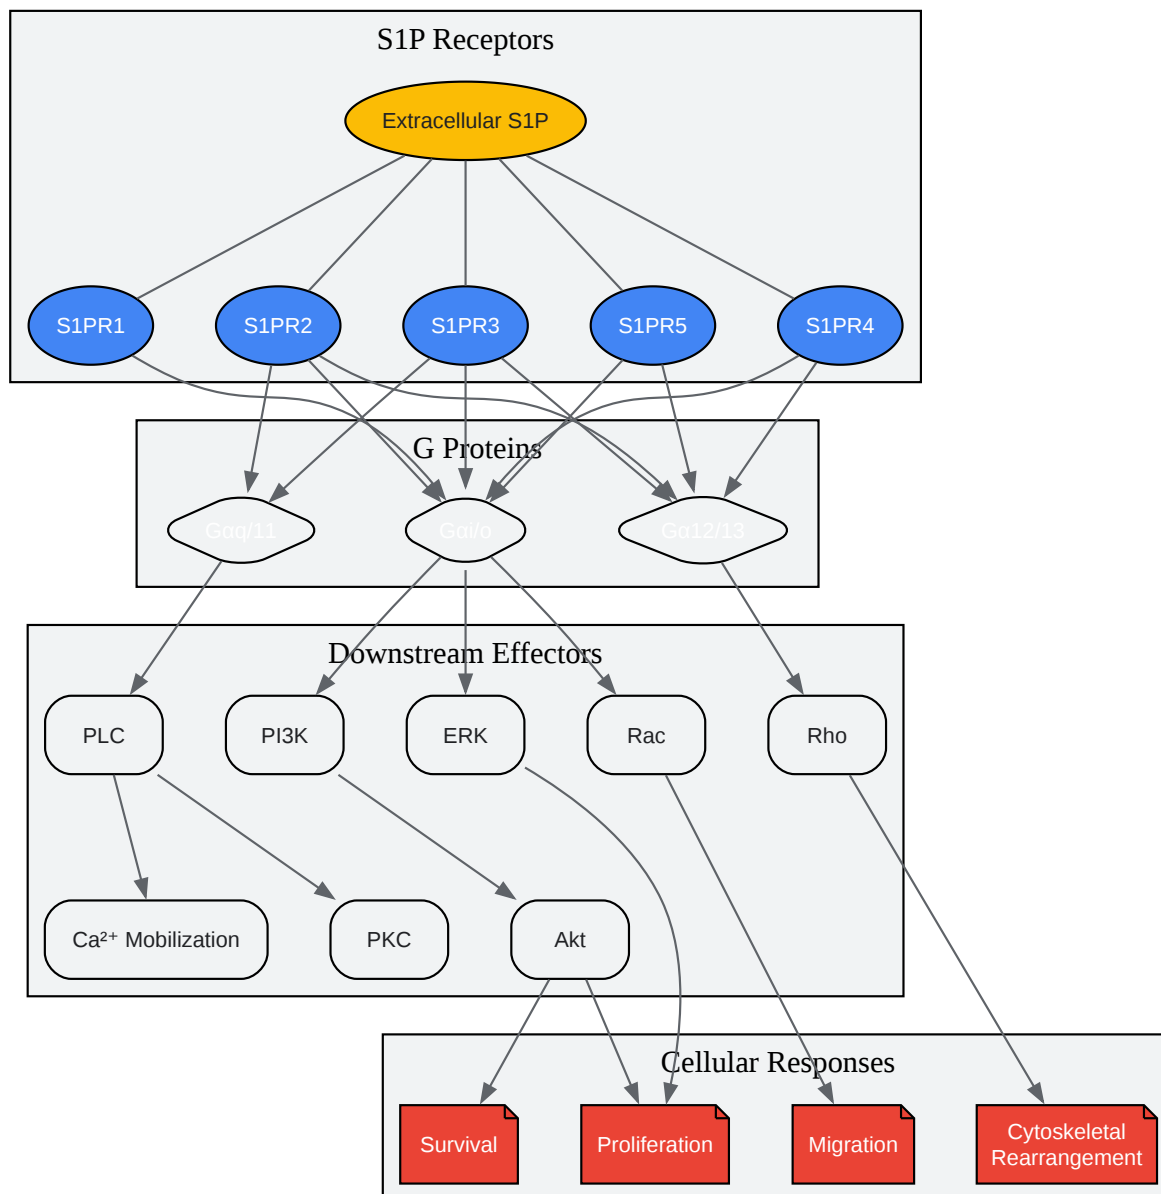 S1P Receptors
Extracellular S1P
S1PR1
S1PR2
S1PR3
S1PR5
S1PR4
G Proteins
Gαq/11
Gαi/o
Gα12/13
Downstream Effectors
PLC
PI3K
ERK
Rac
Rho
Ca²⁺ Mobilization
PKC
Akt
Cellular Responses
Survival
Proliferation
Migration
Cytoskeletal
Rearrangement